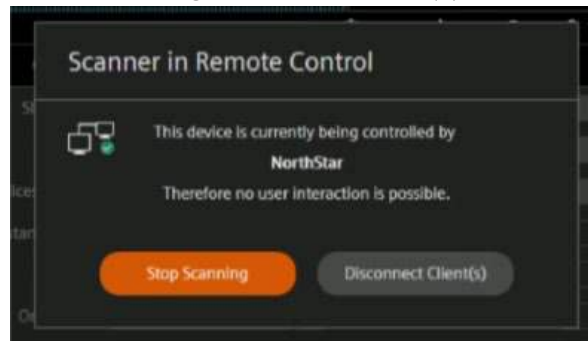 Scanner in Remote Control
This device is currently being controlled by
NorthStar
Therefore no user interaction is possible.
Stop Scanning
Disconnect Client(s)